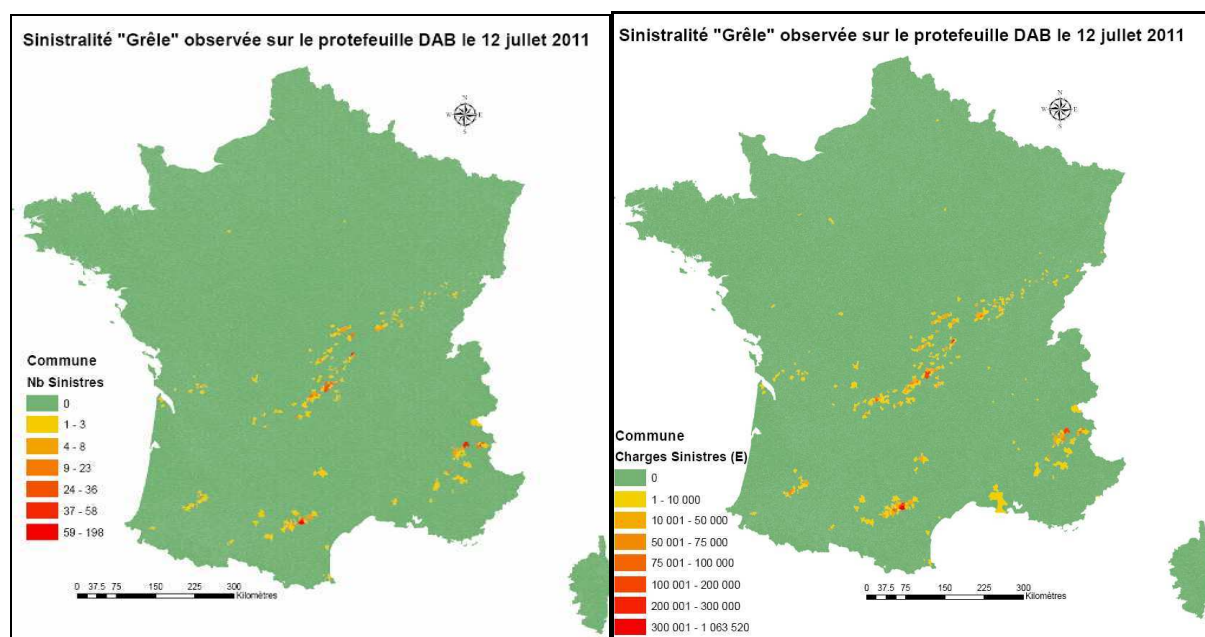 Sinistralité "Grêle" observée sur le protefeuille DAB le 12 jullet 2011
N
W E
S
Commune
Nb Sinistres
0
1 - 3
4 - 8
9 - 23
24 - 36
37 - 58
59 - 198
0 37.5 75 150 225 300
Kilomètres
Sinistralité "Grêle" observée sur le protefeuille DAB le 12 jullet 2011
N
W E
S
Commune
Charges Sinistres (E)
0
1 - 10 000
10 001 - 50 000
50 001 - 75 000
75 001 - 100 000
100 001 - 200 000
200 001 - 300 000
300 001 - 1 063 520
0 37.5 75 150 225 300
Kilomètres